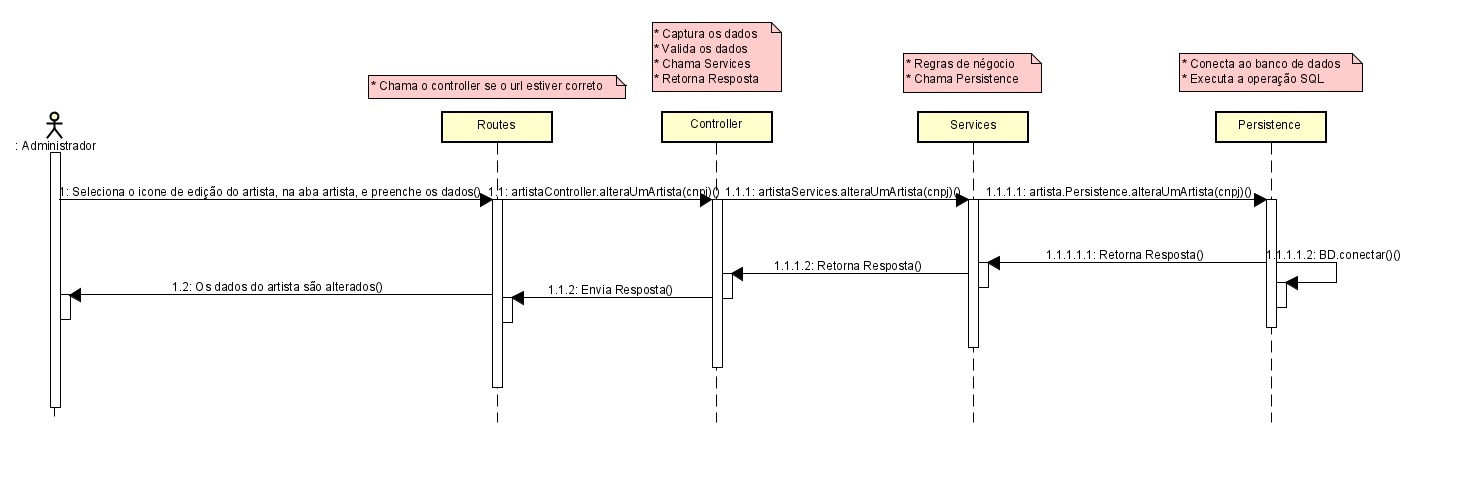 * Captura os dados
* Valida os dados
* Chama Services
* Retorna Resposta
* Regras de négocio
* Chama Persistence
* Conecta ao banco de dados
* Executa a operação SQL
* Chama o controller se o url estiver correto
Routes
Controller
Services
Persistence
: Administrador
1: Seleciona o icone de edição do artista, na aba artista, e preenche os dados()
1.1: artistaController.alteraUmArtista(cnpj)()
1.1.1: artistaServices.alteraUmArtista(cnpj)()
1.1.1.1: artista.Persistence.alteraUmArtista(cnpj)()
1.1.1.1.1: Retorna Resposta()
1.1.1.1.2: BD.conectar()()
1.1.1.2: Retorna Resposta()
1.1.2: Envia Resposta()
1.2: Os dados do artista são alterados()